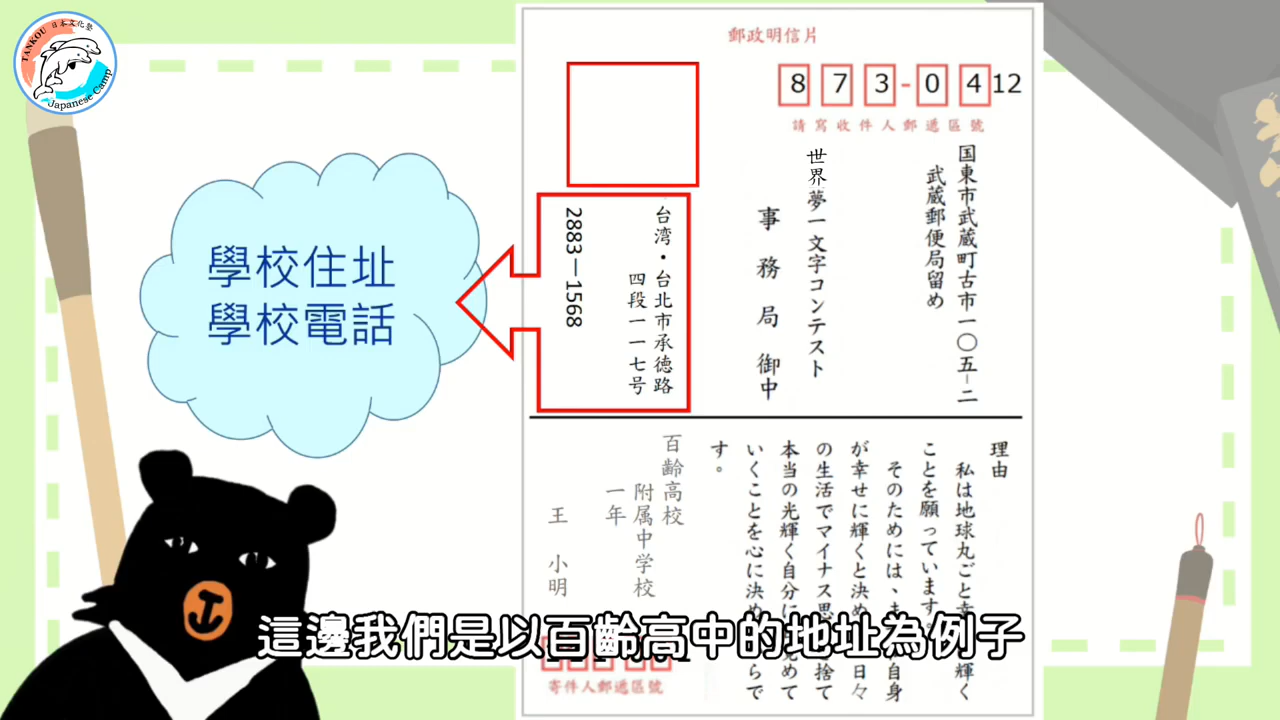 TANKOU 日本文化塾
Japanese Camp
學校住址
學校電話
郵政明信片
873-0412
請寫收件人郵遞區號
国東市武蔵町古市一〇五-二
武蔵郵便局留め
世界夢一文字コンテスト
事務局 御中
台湾・台北市承徳路
四段一一七号
2883－1568
理由
私は地球丸ごと幸 輝く
ことを願っています。
そのためには、ま 自身
が幸せに輝くと決め 日々
の生活でマイナス思 捨て
本当の光輝く自分に めて
いくことを心に決め らで
す。
百齡高校
附属中学校
一年
王 小明
寄件人郵遞區號
這邊我們是以百齡高中的地址為例子